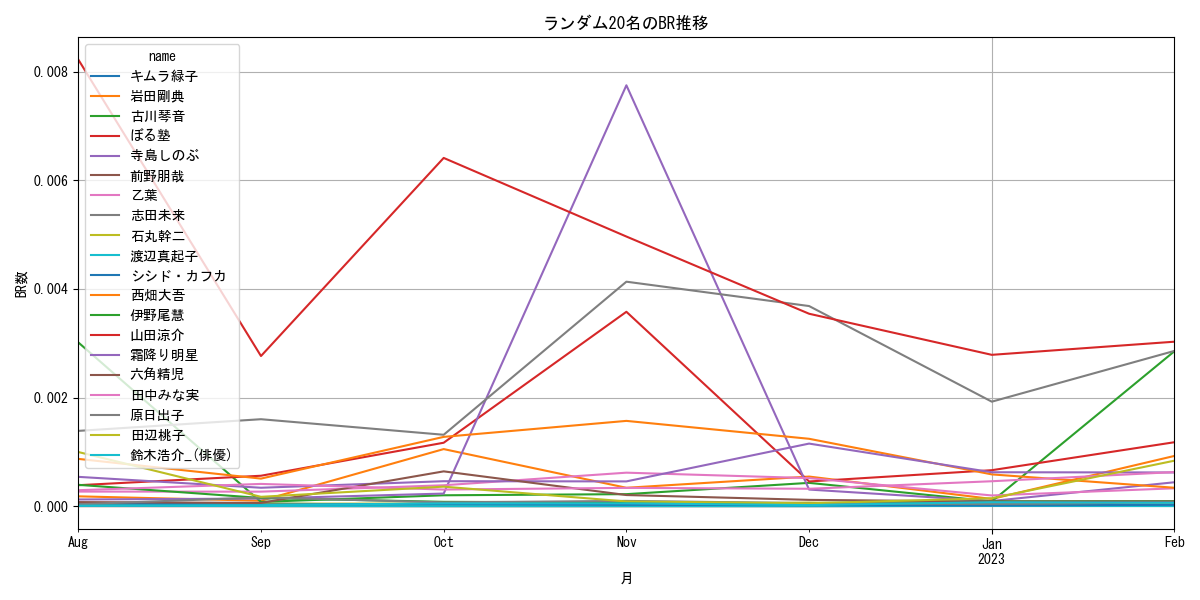 ランダム20名のBR推移
name
キムラ緑子
岩田剛典
古川琴音
ぼる塾
寺島しのぶ
前野朋哉
乙葉
志田未来
石丸幹二
渡辺真起子
シシド・カフカ
西畑大吾
伊野尾慧
山田涼介
霜降り明星
六角精児
田中みな実
原日出子
田辺桃子
鈴木浩介_(俳優)
BR数
0.008
0.006
0.004
0.002
0.000
Aug Sep Oct Nov Dec Jan Feb
2023
月